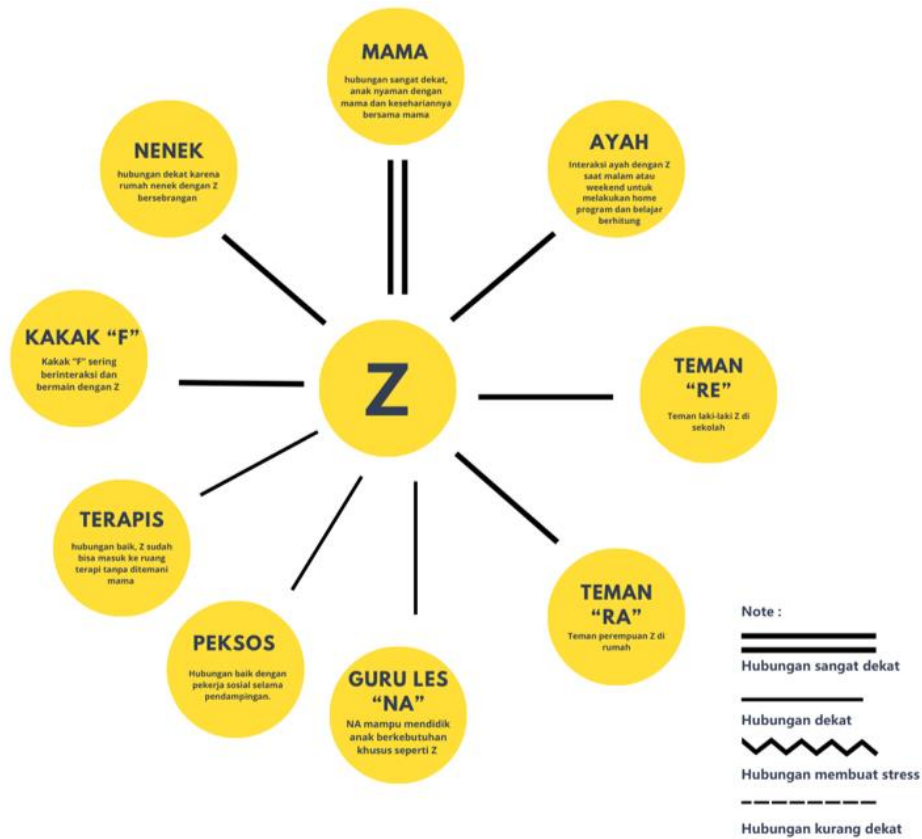 MAMA
hubungan sangat dekat,
anak nyaman dengan
mama dan kesehariannya
bersama mama
NENEK
hubungan dekat karena
rumah nenek dengan Z
bersebrangan
AYAH
Interaksi ayah dengan Z
saat malam atau
weekend untuk
melakukan home
program dan belajar
berhitung
KAKAK “F”
Kakak “F” sering
berinteraksi dan
bermain dengan Z
Z
TEMAN
“RE”
Teman laki-laki Z di
sekolah
TERAPIS
hubungan baik, Z sudah
bisa masuk ke ruang
terapi tanpa ditemani
mama
TEMAN
“RA”
Teman perempuan Z di
rumah
PEKSOS
Hubungan baik dengan
pekerja sosial selama
pendampingan.
GURU LES
“NA”
NA mampu mendidik
anak berkebutuhan
khusus seperti Z
Note :
Hubungan sangat dekat
Hubungan dekat
Hubungan membuat stress
Hubungan kurang dekat